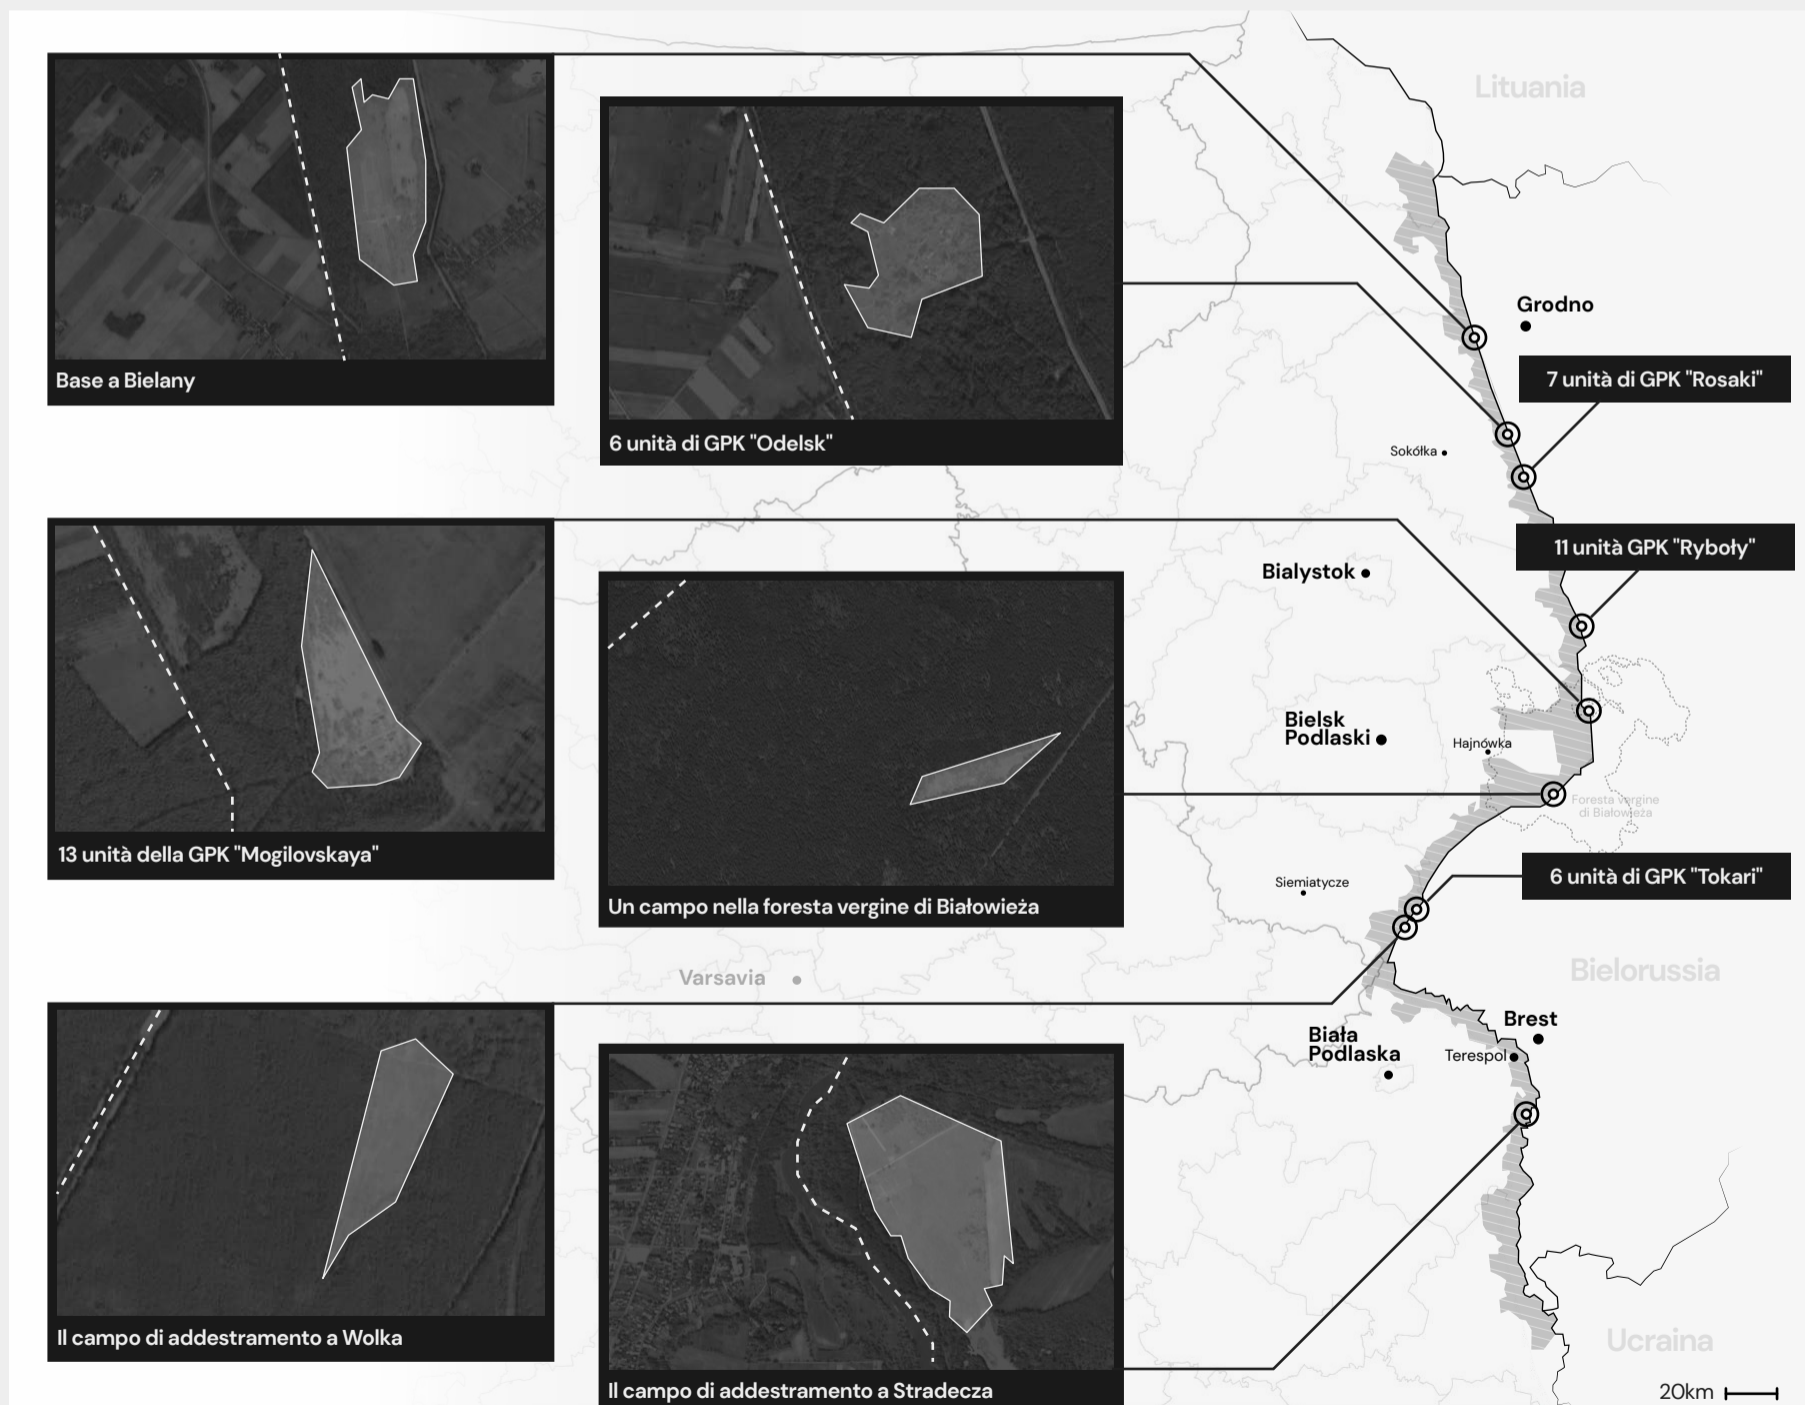 Lituania
Grodno
Base a Bielany
7 unità di GPK "Rosaki"
6 unità di GPK "Odelsk"
Sokółka
11 unità GPK "Ryboły"
Bialystok
Bielsk
Podlaski
Hajnówka
Foresta vergine
di Białowieża
13 unità della GPK "Mogilovskaya"
Un campo nella foresta vergine di Białowieża
Siemiatycze
6 unità di GPK "Tokari"
Varsavia
Bielorussia
Brest
Biała
Podlaska
Terespol
Il campo di addestramento a Wolka
Il campo di addestramento a Stradecza
Ucraina
20km